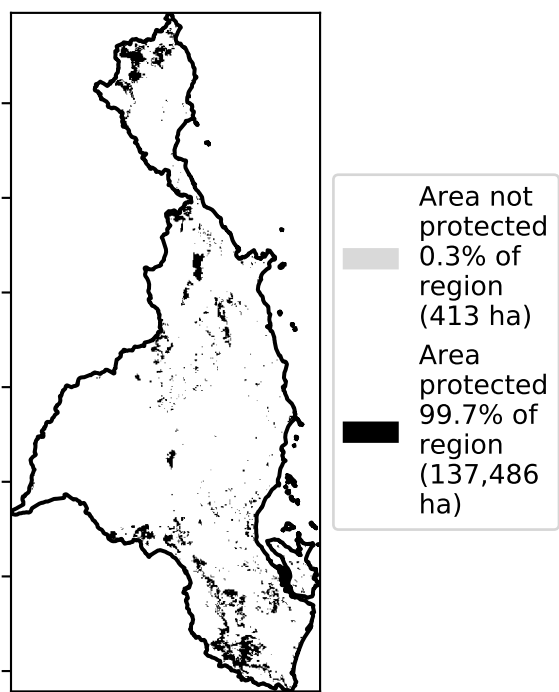 Area not
protected
0.3% of
region
(413 ha)
Area
protected
99.7% of
region
(137,486
ha)